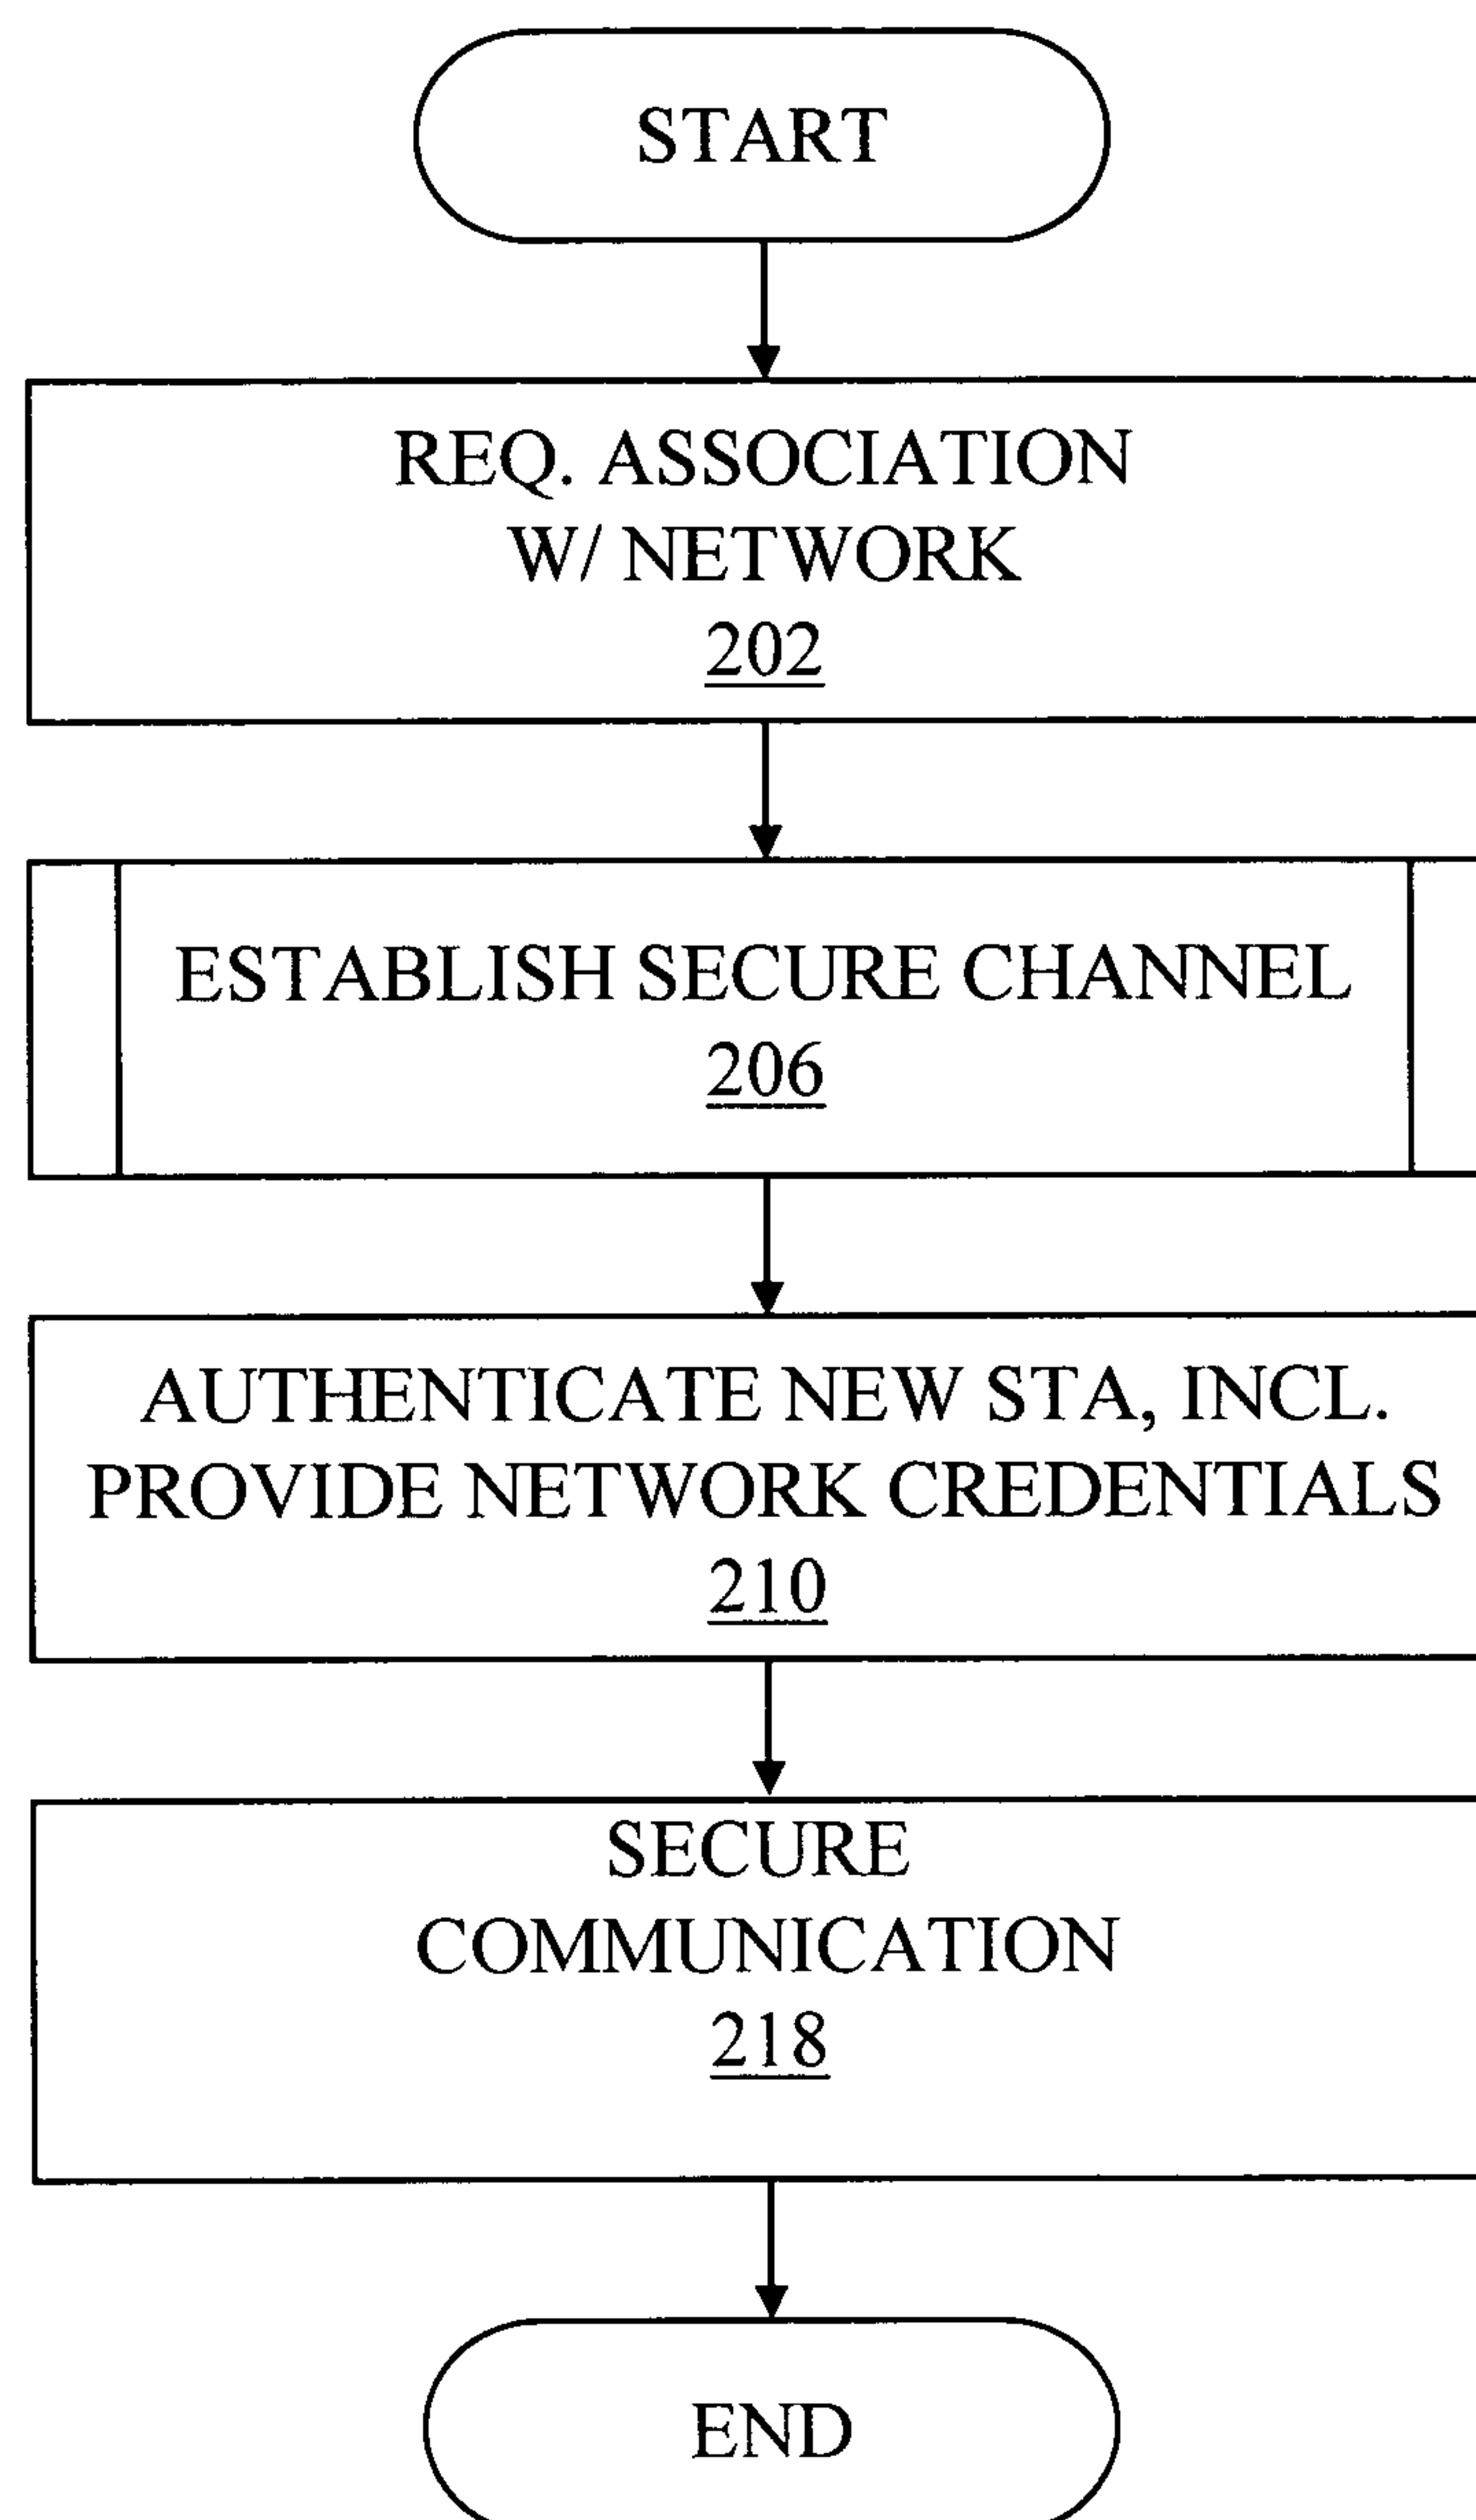 START
REQ. ASSOCIATION
W/ NETWORK
202
ESTABLISH SECURE CHANNEL
206
AUTHENTICATE NEW STA, INCL.
PROVIDE NETWORK CREDENTIALS
210
SECURE
COMMUNICATION
218
END